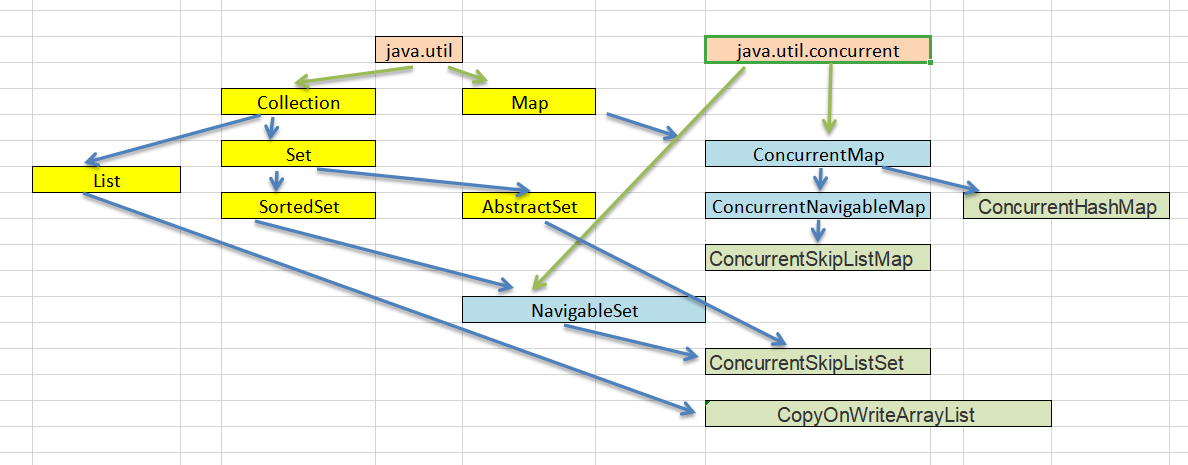 java.util
java.util.concurrent
Collection
Map
Set
ConcurrentMap
List
SortedSet
AbstractSet
ConcurrentNavigableMap
ConcurrentHashMap
ConcurrentSkipListMap
NavigableSet
ConcurrentSkipListSet
CopyOnWriteArrayList